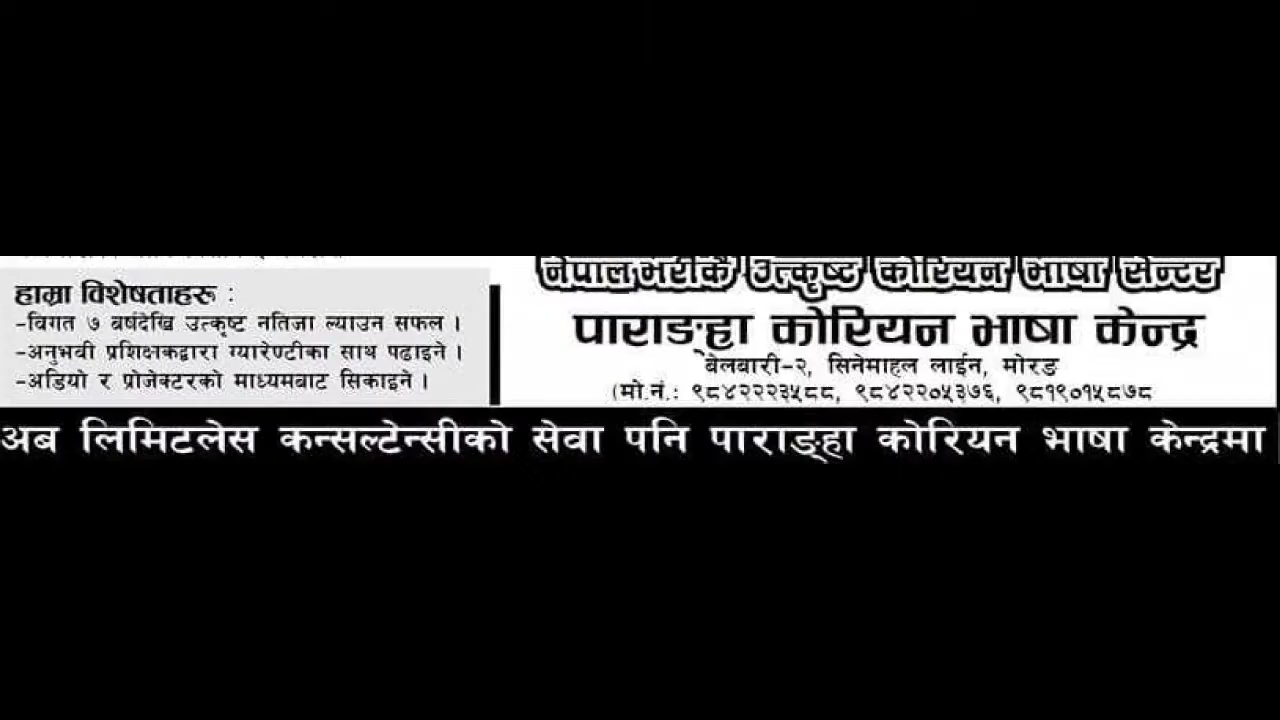 हाम्रा विशेषताहरू :
-विगत ७ बर्षदेखि उत्कृष्ट नतिजा ल्याउन सफल ।
-अनुभवी प्रशिक्षकद्वारा ग्यारेण्टीका साथ पढाइने ।
-अडियो र प्रोजेक्टरको माध्यमबाट सिकाइने ।
नेपाल भरीकै उत्कृष्ट कोरियन भाषा सेन्टर
पाराङ्हा कोरियन भाषा केन्द्र
बेलबारी-२, सिनेमाहल लाईन, मोरङ
(मो.नं.: ९८४२२२३५८८, ९८४२२०५३७६, ९८१९०१५८७८
अब लिमिटलेस कन्सल्टेन्सीको सेवा पनि पाराङ्हा कोरियन भाषा केन्द्रमा